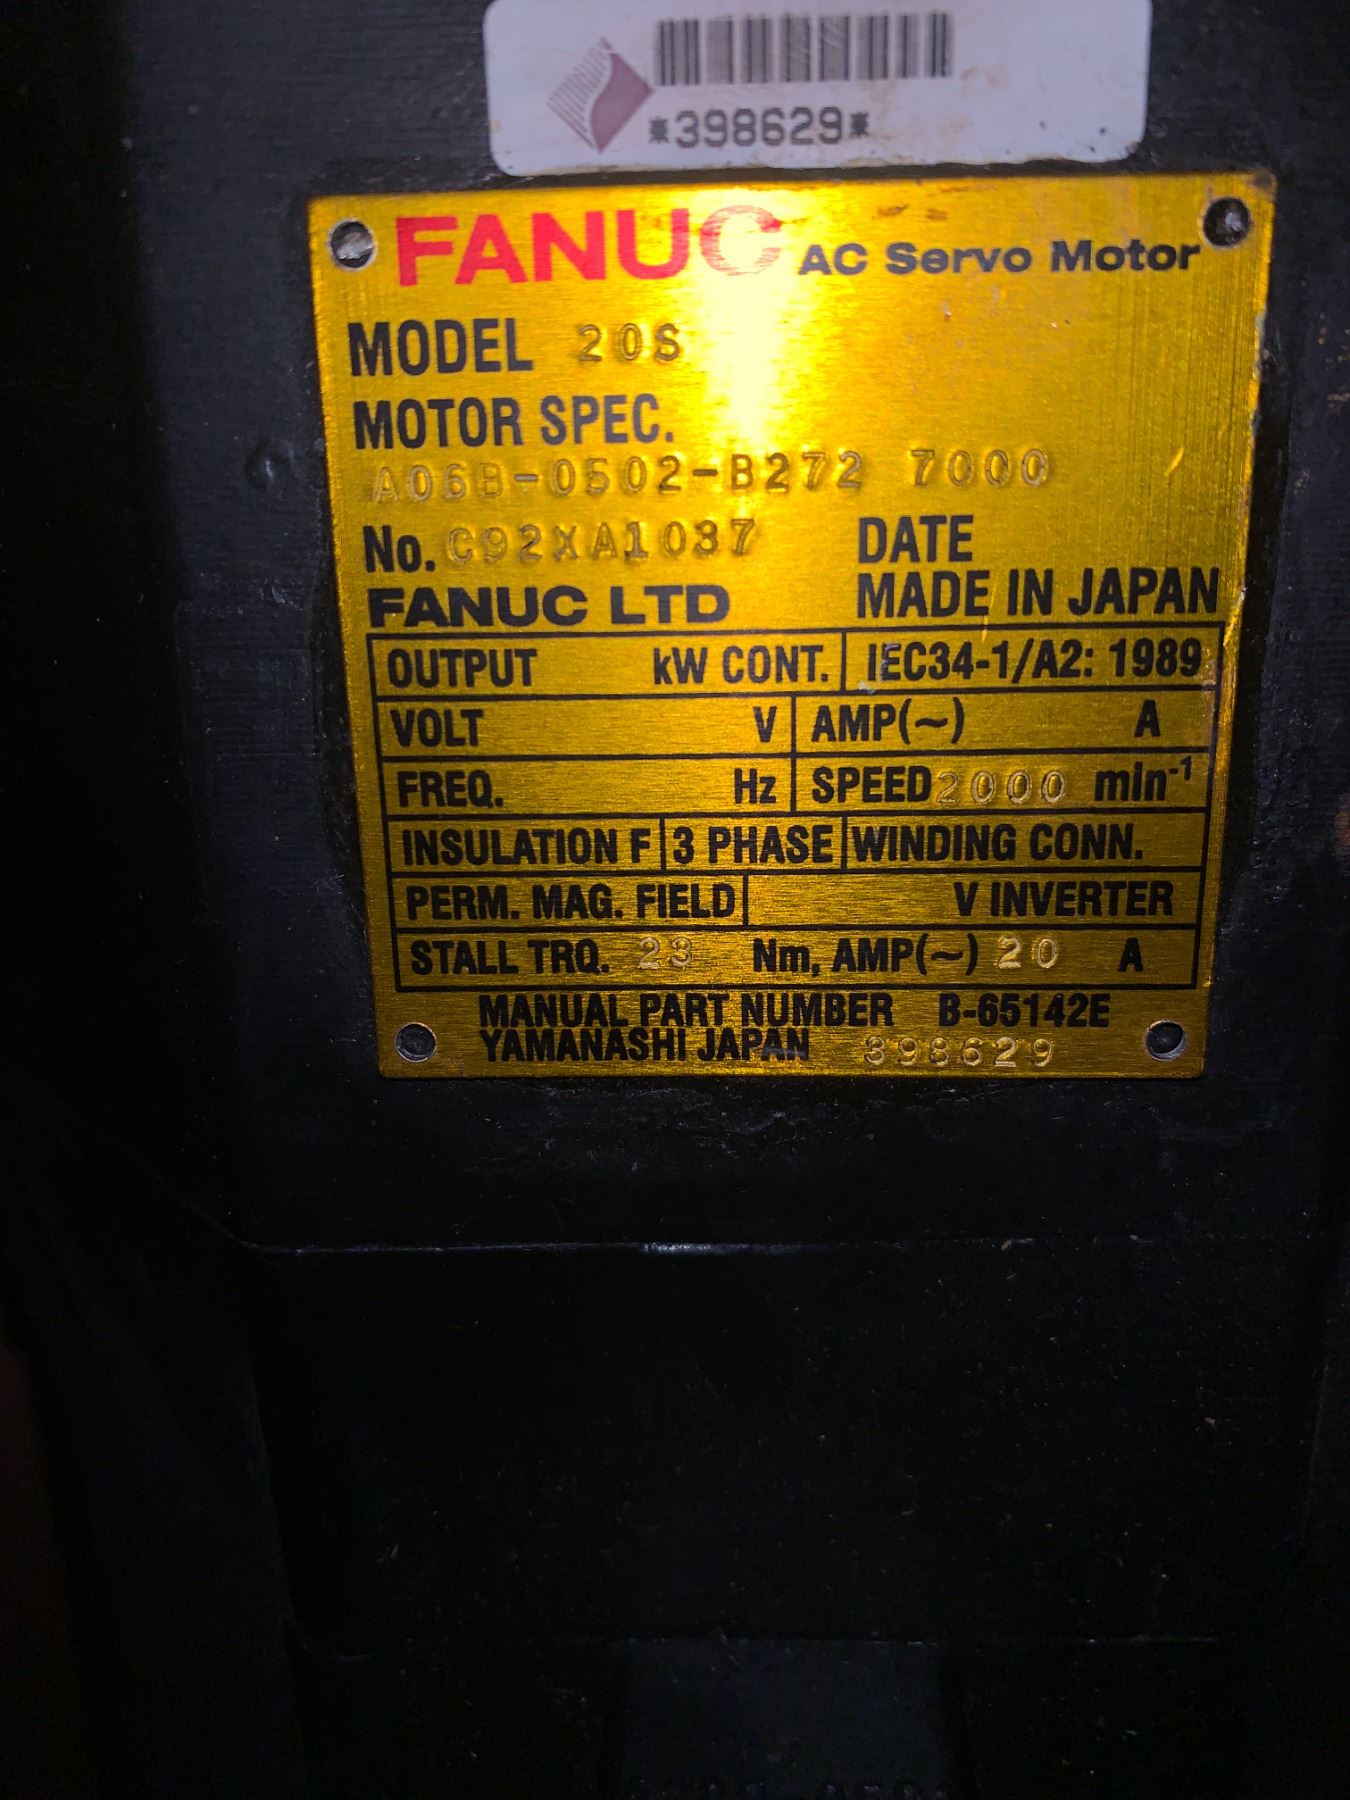 *398629*
FANUC AC Servo Motor
MODEL 20S
MOTOR SPEC.
A06B-0502-B272 7000
No. C92XA1037 DATE
FANUC LTD MADE IN JAPAN
OUTPUT kW CONT. IEC34-1/A2: 1989
VOLT V AMP(~) A
FREQ. Hz SPEED 2000 min-1
INSULATION F 3 PHASE WINDING CONN.
PERM. MAG. FIELD V INVERTER
STALL TRQ. 23 Nm, AMP(~) 20 A
MANUAL PART NUMBER B-65142E
YAMANASHI JAPAN 398629